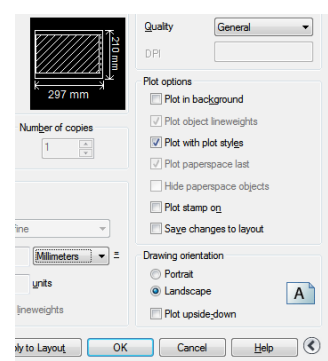 Quality General
DPI
210 mm
297 mm
Plot options
Plot in background
Number of copies
Plot object lineweights
1
Plot with plot styles
Plot paperspace last
Hide paperspace objects
Plot stamp on
Save changes to layout
Millimeters =
Drawing orientation
units
Portrait
Landscape
A
lineweights
Plot upside-down
OK Cancel Help